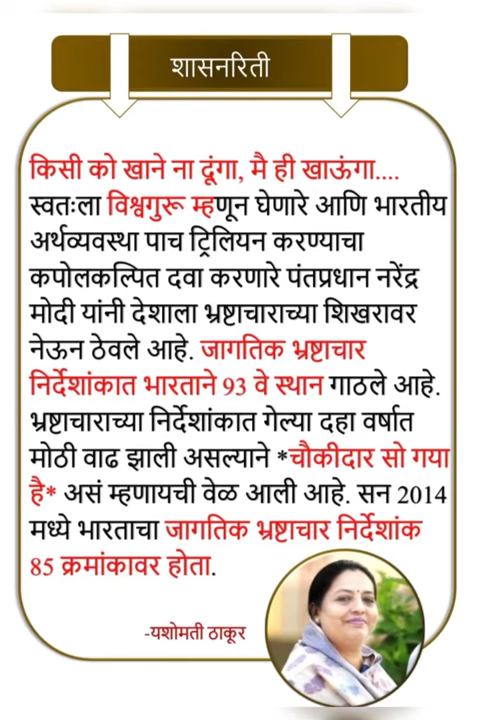 शासनरिती
किसी को खाने ना दूंगा, मै ही खाऊंगा....
स्वतःला विश्वगुरू म्हणून घेणारे आणि भारतीय
अर्थव्यवस्था पाच ट्रिलियन करण्याचा
कपोलकल्पित दवा करणारे पंतप्रधान नरेंद्र
मोदी यांनी देशाला भ्रष्टाचाराच्या शिखरावर
नेऊन ठेवले आहे. जागतिक भ्रष्टाचार
निर्देशांकात भारताने 93 वे स्थान गाठले आहे.
भ्रष्टाचाराच्या निर्देशांकात गेल्या दहा वर्षात
मोठी वाढ झाली असल्याने *चौकीदार सो गया
है* असं म्हणायची वेळ आली आहे. सन 2014
मध्ये भारताचा जागतिक भ्रष्टाचार निर्देशांक
85 क्रमांकावर होता.
-यशोमती ठाकूर